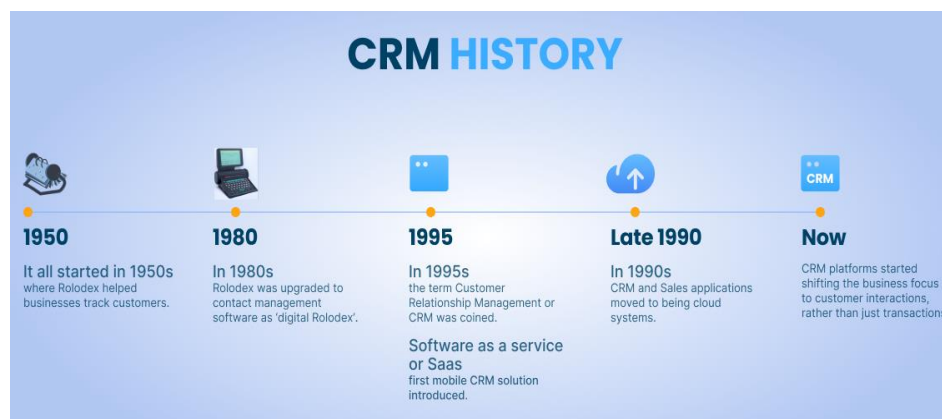 CRM HISTORY
CRM
1950
It all started in 1950s
where Rolodex helped
businesses track customers.
1980
In 1980s
Rolodex was upgraded to
contact management
software as 'digital Rolodex'.
1995
In 1995s
the term Customer
Relationship Management or
CRM was coined.
Software as a service
or Saas
first mobile CRM solution
introduced.
Late 1990
In 1990s
CRM and Sales applications
moved to being cloud
systems.
Now
CRM platforms started
shifting the business focus
to customer interactions,
rather than just transaction